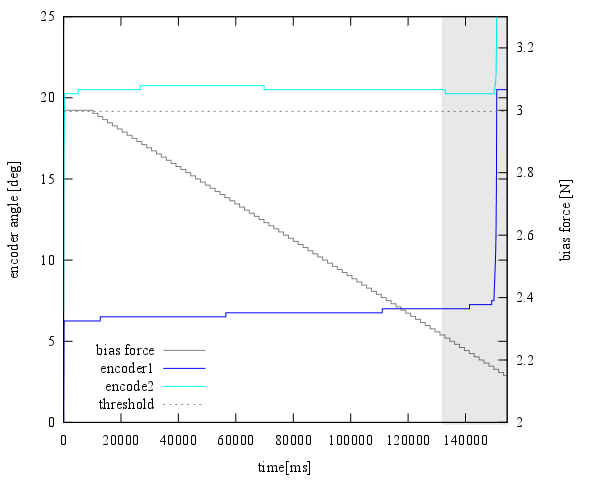 25
20
15
10
5
0
encoder angle [deg]
3.2
3
2.8
2.6
2.4
2.2
2
bias force [N]
bias force
encoder1
encode2
threshold
0 20000 40000 60000 80000 100000 120000 140000
time[ms]